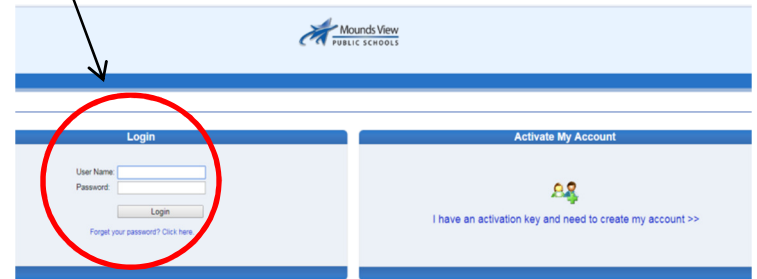 Mounds View
PUBLIC SCHOOLS
Login
User Name:
Password:
Login
Forget your password? Click here.
Activate My Account
I have an activation key and need to create my account >>